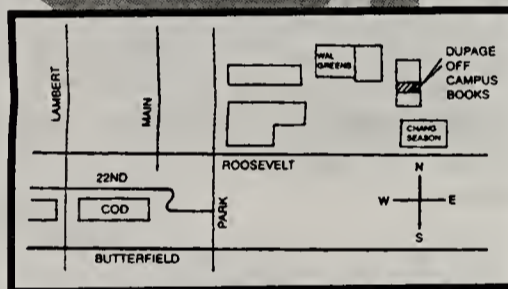 LAMBERT
MAIN
WAL
GREENS
DUPAGE
OFF
CAMPUS
BOOKS
CHANG
SEASON
ROOSEVELT
N
W E
S
22ND
COD
PARK
BUTTERFIELD